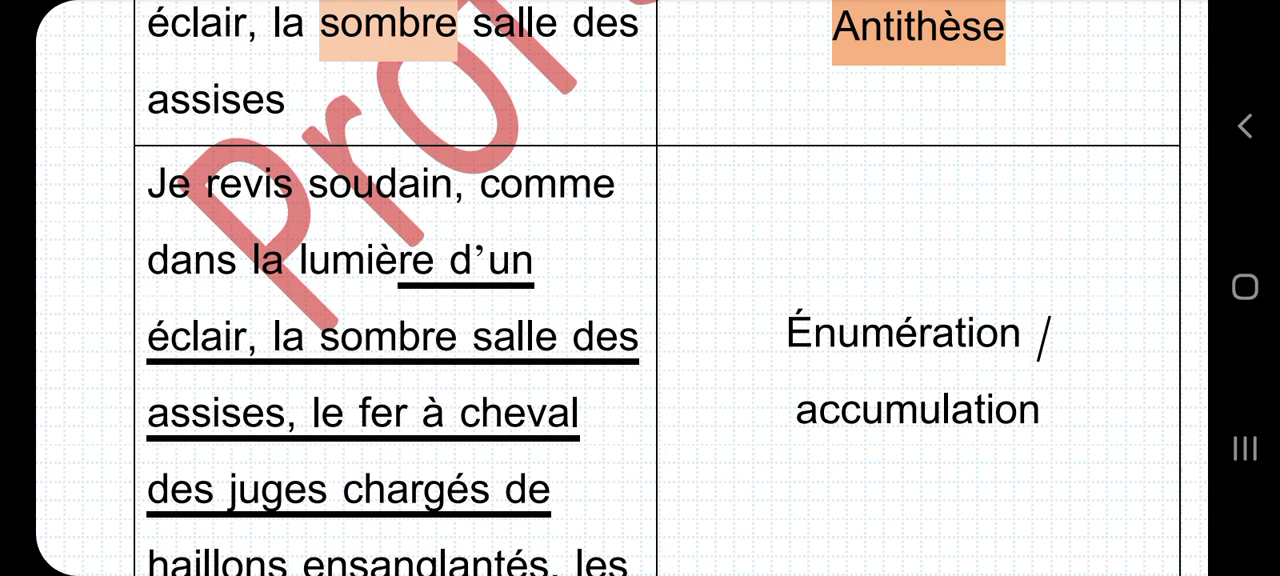 éclair, la sombre salle des
assises
Antithèse
Je revis soudain, comme
dans la lumière d’un
éclair, la sombre salle des
assises, le fer à cheval
des juges chargés de
haillons ensanglantés, les
Énumération /
accumulation
Prof